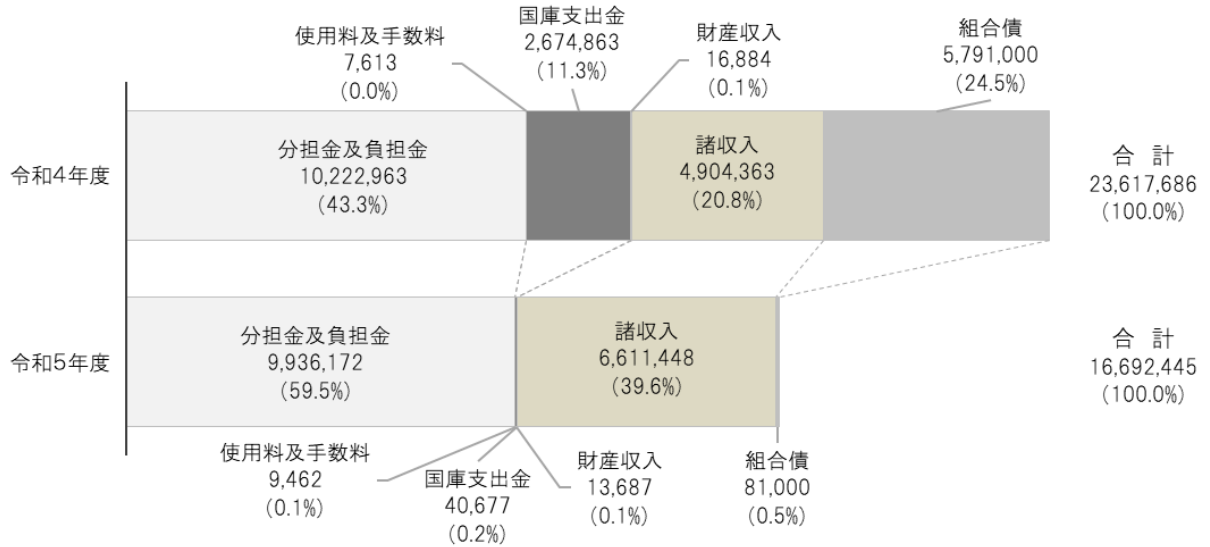 使用料及手数料
7,613
(0.0%)
国庫支出金
2,674,863
(11.3%)
財産収入
16,884
(0.1%)
組合債
5,791,000
(24.5%)
令和4年度
分担金及負担金
10,222,963
(43.3%)
諸収入
4,904,363
(20.8%)
合 計
23,617,686
(100.0%)
令和5年度
分担金及負担金
9,936,172
(59.5%)
諸収入
6,611,448
(39.6%)
合 計
16,692,445
(100.0%)
使用料及手数料
9,462
(0.1%)
国庫支出金
40,677
(0.2%)
財産収入
13,687
(0.1%)
組合債
81,000
(0.5%)